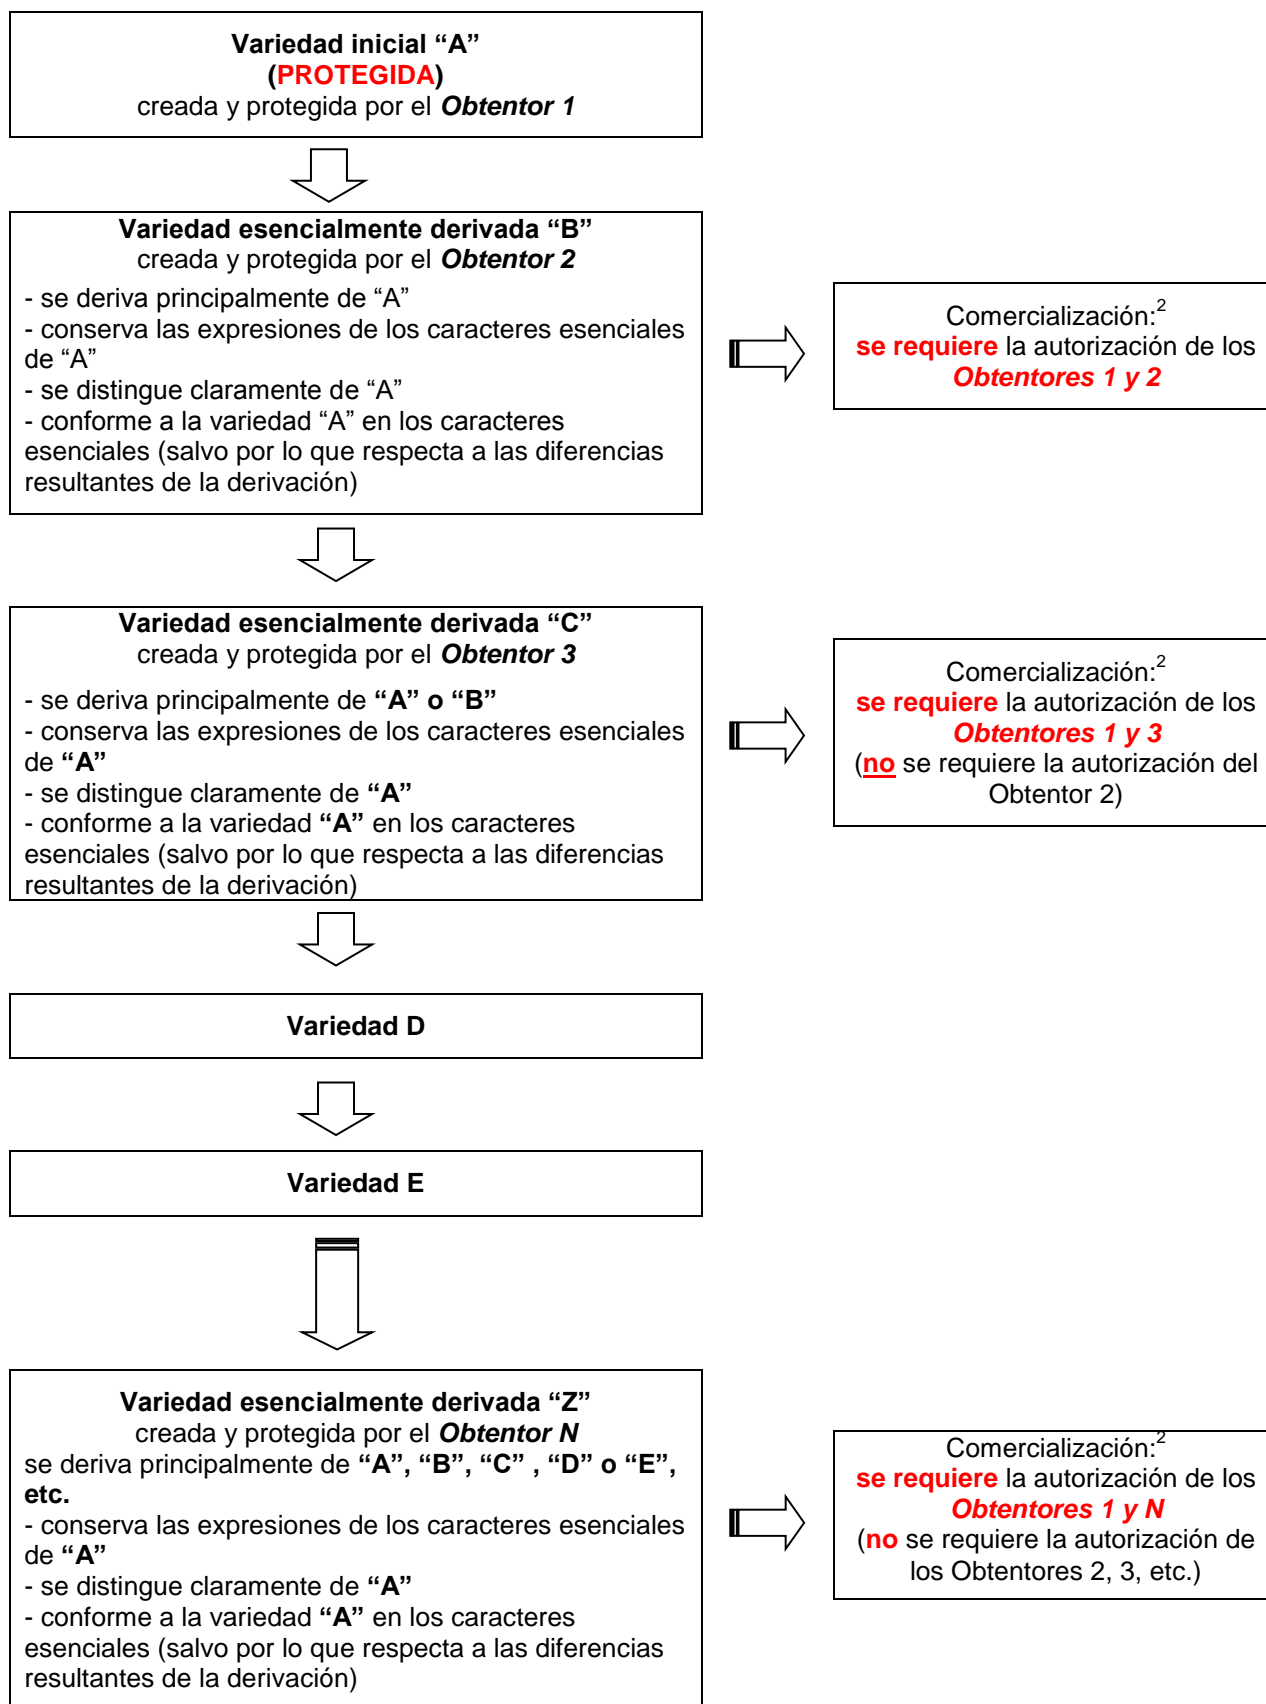 Variedad inicial “A”
(PROTEGIDA)
creada y protegida por el Obtentor 1
Variedad esencialmente derivada “B”
creada y protegida por el Obtentor 2
- se deriva principalmente de “A”
- conserva las expresiones de los caracteres esenciales
de “A”
- se distingue claramente de “A”
- conforme a la variedad “A” en los caracteres
esenciales (salvo por lo que respecta a las diferencias
resultantes de la derivación)
Comercialización:2
se requiere la autorización de los
Obtentores 1 y 2
Variedad esencialmente derivada “C”
creada y protegida por el Obtentor 3
- se deriva principalmente de “A” o “B”
- conserva las expresiones de los caracteres esenciales
de “A”
- se distingue claramente de “A”
- conforme a la variedad “A” en los caracteres
esenciales (salvo por lo que respecta a las diferencias
resultantes de la derivación)
Comercialización:2
se requiere la autorización de los
Obtentores 1 y 3
(no se requiere la autorización del
Obtentor 2)
Variedad D
Variedad E
Variedad esencialmente derivada “Z”
creada y protegida por el Obtentor N
se deriva principalmente de “A”, “B”, “C” , “D” o “E”,
etc.
- conserva las expresiones de los caracteres esenciales
de “A”
- se distingue claramente de “A”
- conforme a la variedad “A” en los caracteres
esenciales (salvo por lo que respecta a las diferencias
resultantes de la derivación)
Comercialización:2
se requiere la autorización de los
Obtentores 1 y N
(no se requiere la autorización de
los Obtentores 2, 3, etc.)